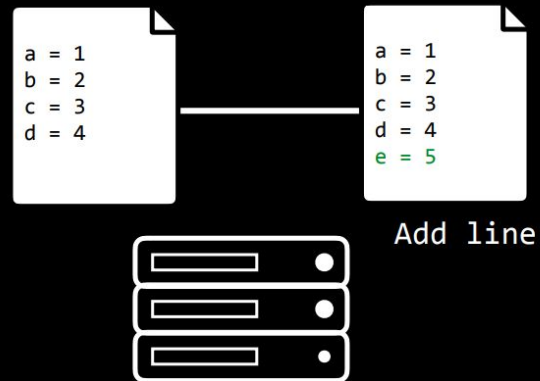 a = 1
b = 2
c = 3
d = 4
a = 1
b = 2
c = 3
d = 4
e = 5
Add line